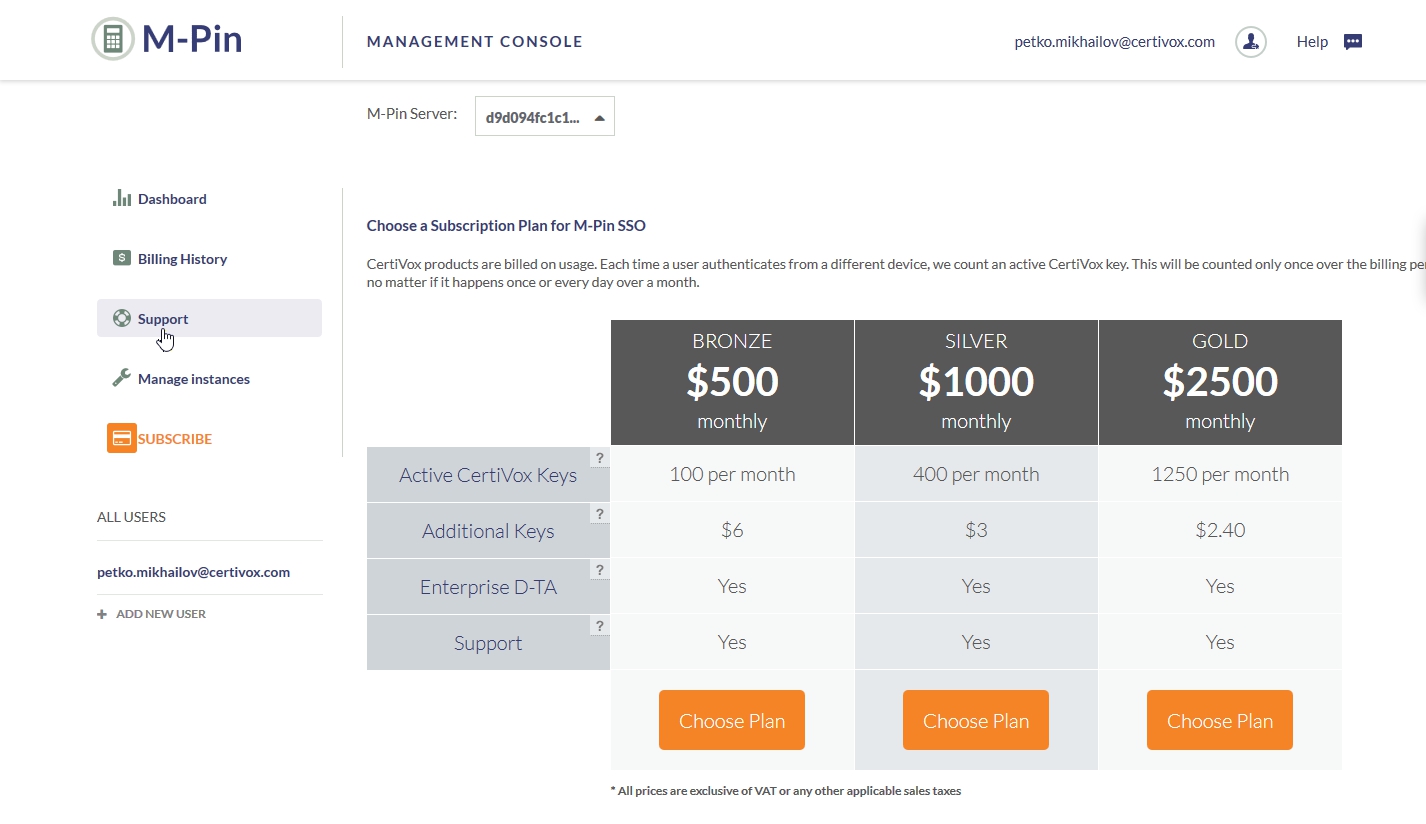 M-Pin
MANAGEMENT CONSOLE
petko.mikhailov@certivox.com
Help
M-Pin Server:
d9d094fc1c1...
Dashboard
Billing History
Support
Manage instances
SUBSCRIBE
ALL USERS
petko.mikhailov@certivox.com
ADD NEW USER
Choose a Subscription Plan for M-Pin SSO
CertiVox products are billed on usage. Each time a user authenticates from a different device, we count an active CertiVox key. This will be counted only once over the billing
no matter if it happens once or every day over a month.
BRONZE
$500
monthly
SILVER
$1000
monthly
GOLD
$2500
monthly
Active CertiVox Keys ?
100 per month
400 per month
1250 per month
Additional Keys ?
$6
$3
$2.40
Enterprise D-TA ?
Yes
Yes
Yes
Support ?
Yes
Yes
Yes
Choose Plan
Choose Plan
Choose Plan
* All prices are exclusive of VAT or any other applicable sales taxes